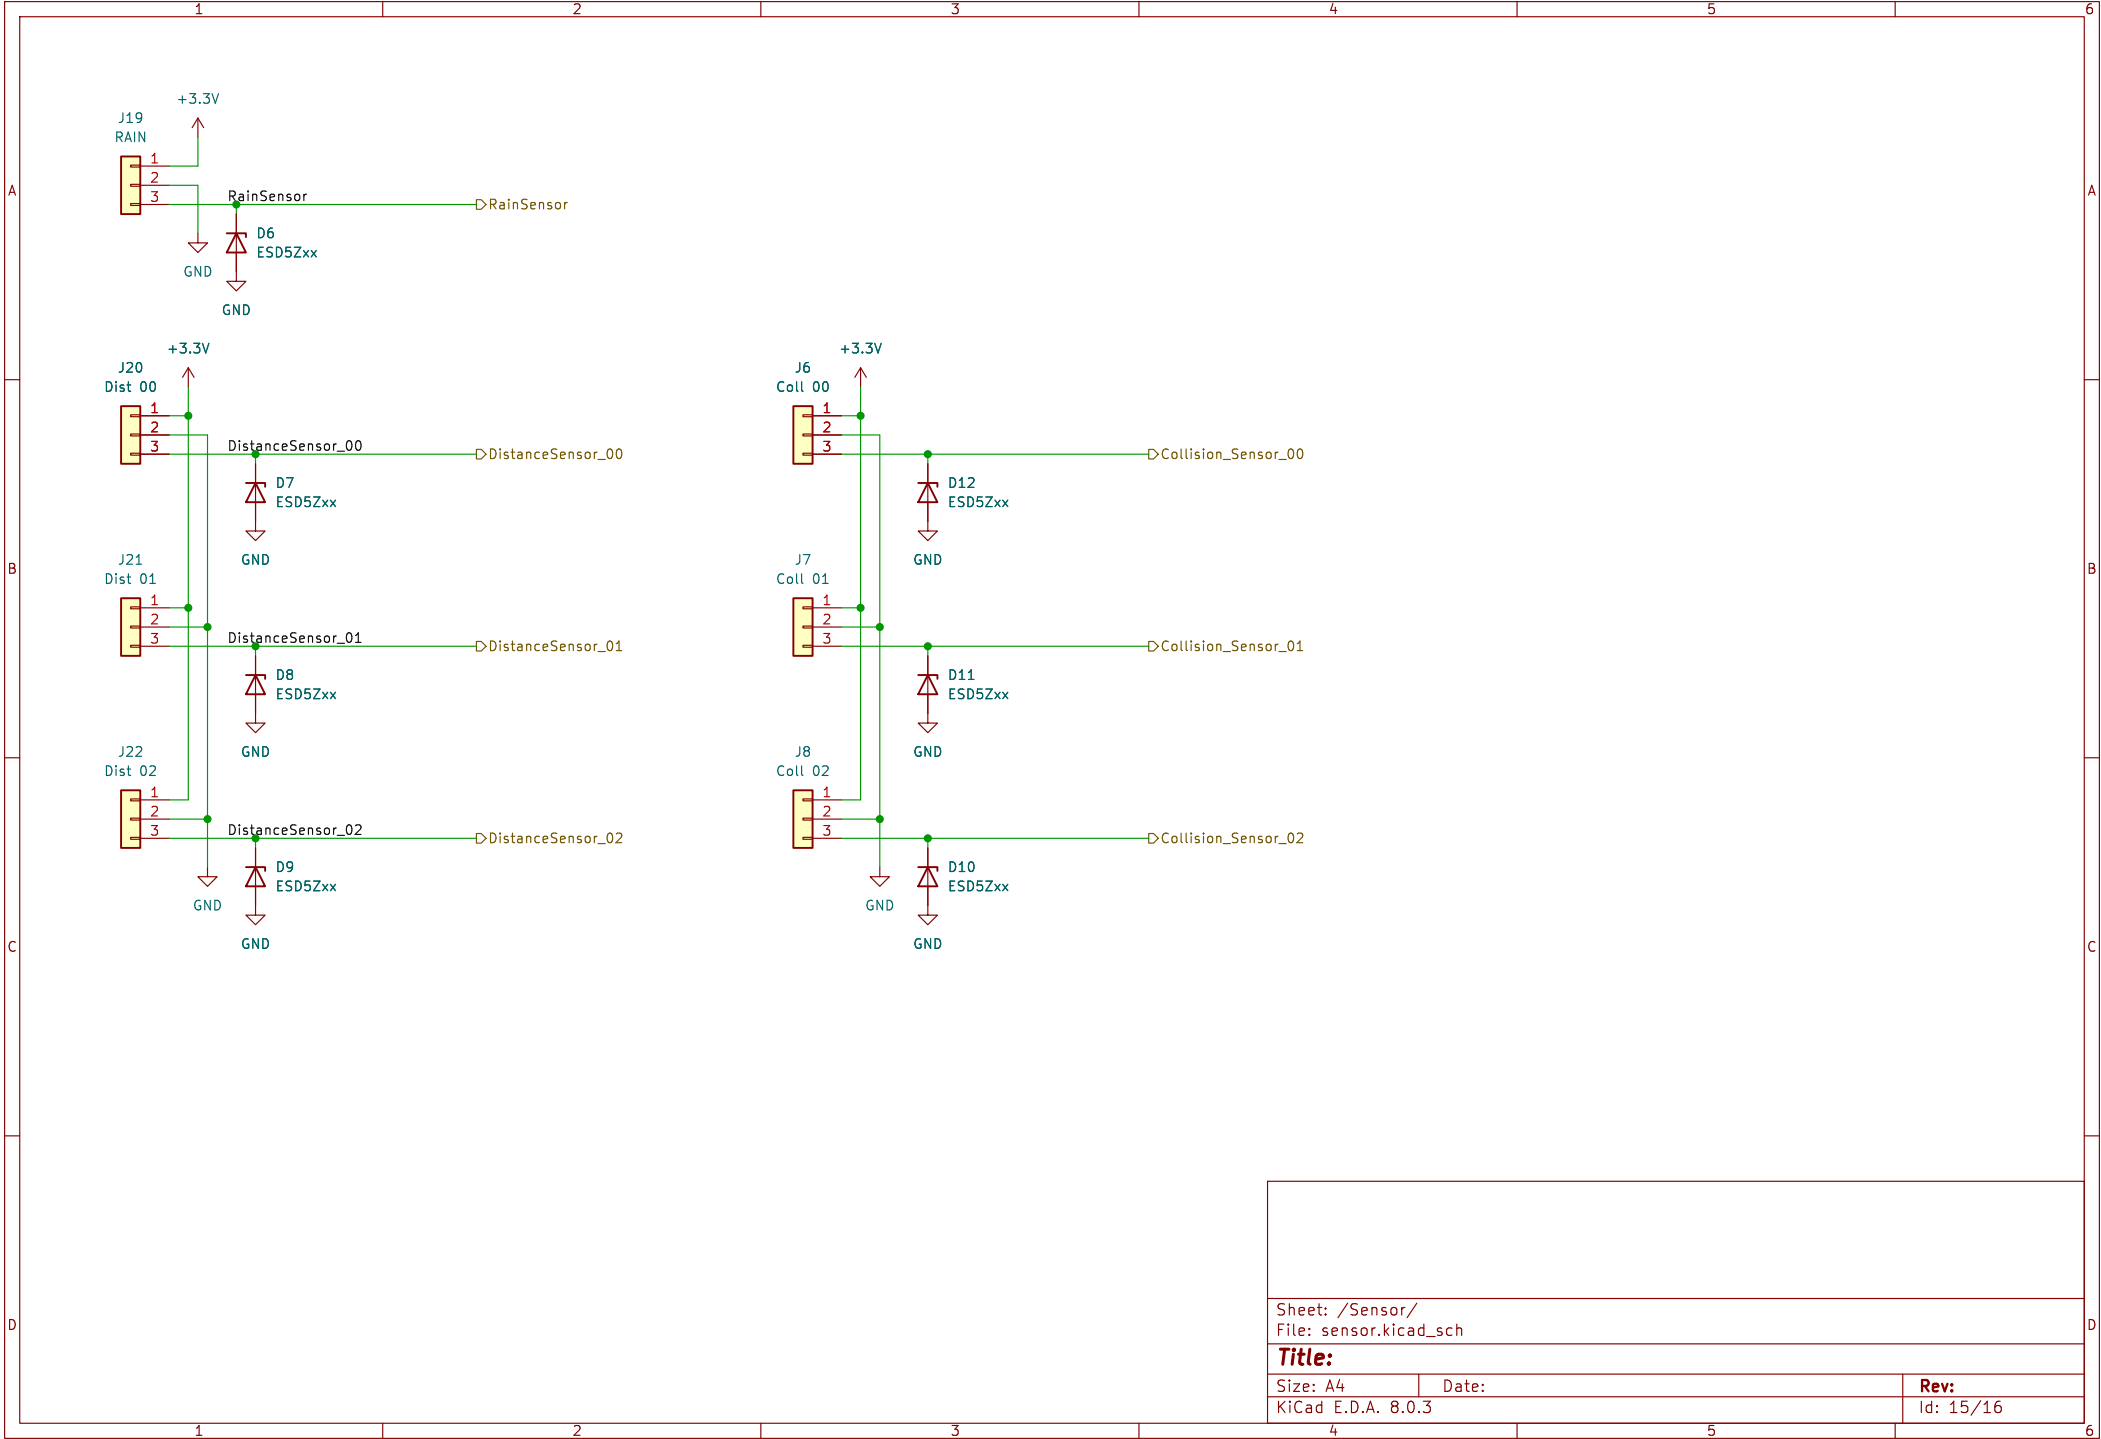 1 2 3 4 5 6
+3.3V
J19
RAIN
1
2
3
RainSensor
RainSensor
D6
ESD5Zxx
GND
GND
A
A
+3.3V
J20
Dist 00
1
2
3
DistanceSensor_00
DistanceSensor_00
D7
ESD5Zxx
GND
J21
Dist 01
1
2
3
DistanceSensor_01
DistanceSensor_01
D8
ESD5Zxx
GND
J22
Dist 02
1
2
3
DistanceSensor_02
DistanceSensor_02
D9
ESD5Zxx
GND
GND
+3.3V
J6
Coll 00
1
2
3
Collision_Sensor_00
D12
ESD5Zxx
GND
J7
Coll 01
1
2
3
Collision_Sensor_01
D11
ESD5Zxx
GND
J8
Coll 02
1
2
3
Collision_Sensor_02
D10
ESD5Zxx
GND
GND
B
B
C
C
D
D
Sheet: /Sensor/
File: sensor.kicad_sch
Title:
Size: A4 Date: Rev:
KiCad E.D.A. 8.0.3 Id: 15/16
1 2 3 4 5 6